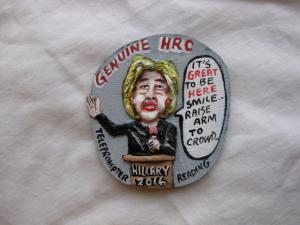 GENUINE HRC
IT'S
GREAT
TO BE
HERE
SMILE..
RAISE
ARM
TO
CROWD..
TELEPROMPTER
READING
HILLARY
2016